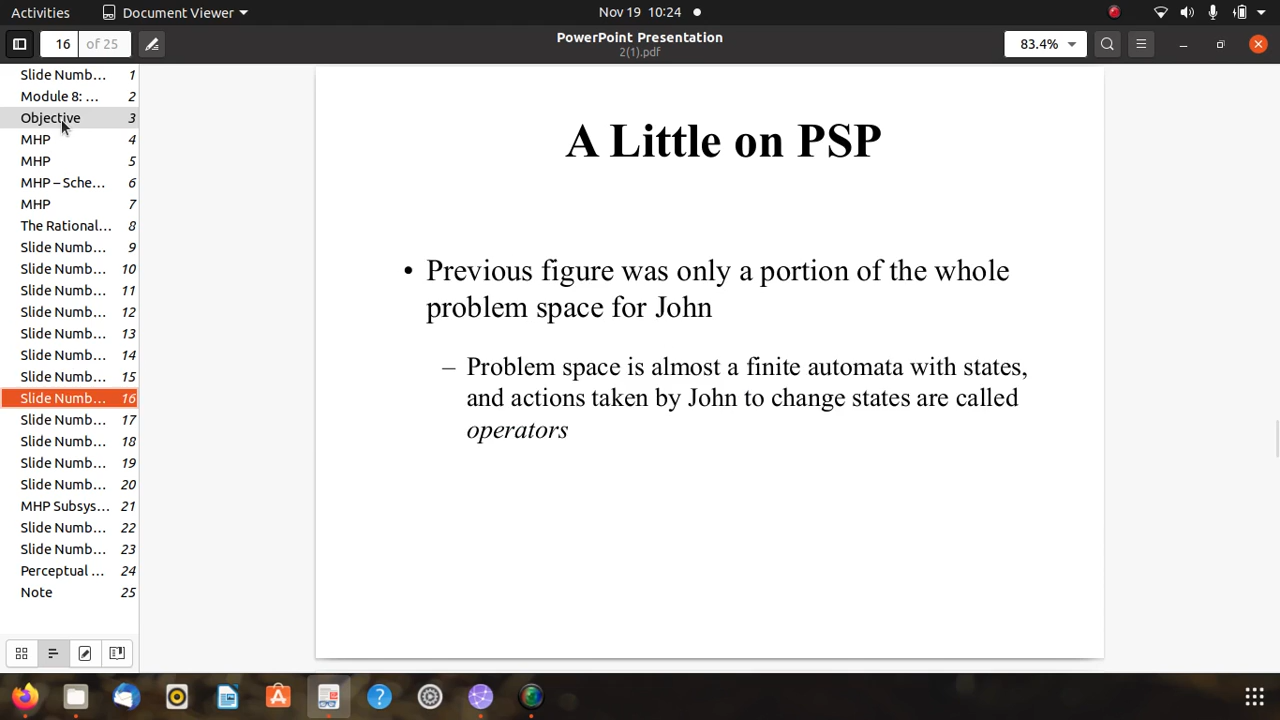 Activities
Document Viewer
Nov 19 10:24
16 of 25
PowerPoint Presentation
2(1).pdf
83.4%
Slide Numb... 1
Module 8: ... 2
Objective 3
MHP 4
MHP 5
MHP – Sche... 6
MHP 7
The Rational... 8
Slide Numb... 9
Slide Numb... 10
Slide Numb... 11
Slide Numb... 12
Slide Numb... 13
Slide Numb... 14
Slide Numb... 15
Slide Numb... 16
Slide Numb... 17
Slide Numb... 18
Slide Numb... 19
Slide Numb... 20
MHP Subsys... 21
Slide Numb... 22
Slide Numb... 23
Perceptual ... 24
Note 25
A Little on PSP
• Previous figure was only a portion of the whole
problem space for John
– Problem space is almost a finite automata with states,
and actions taken by John to change states are called
operators